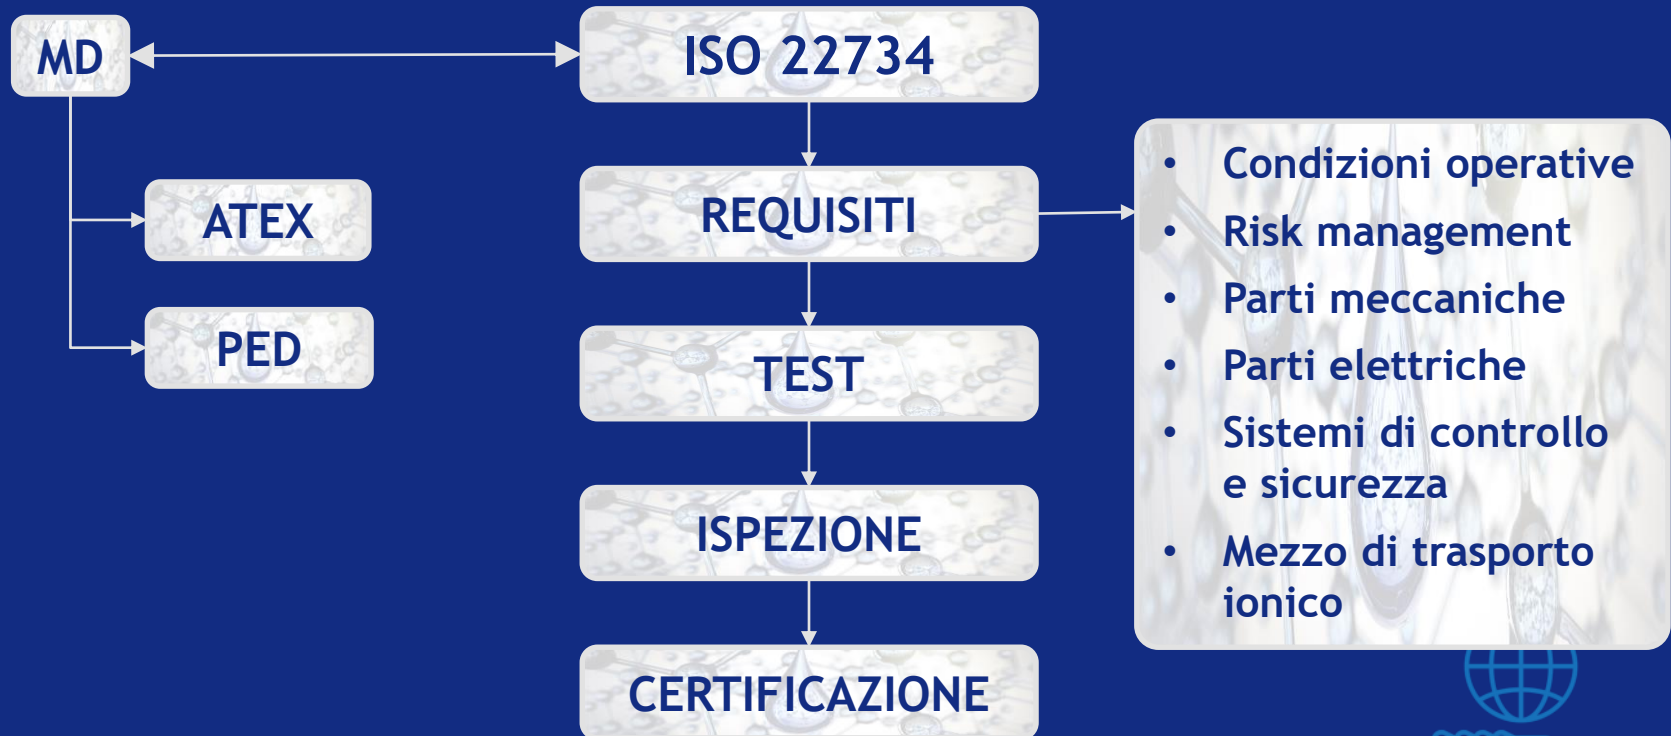 MD
ISO 22734
ATEX
PED
REQUISITI
TEST
ISPEZIONE
CERTIFICAZIONE
• Condizioni operative
• Risk management
• Parti meccaniche
• Parti elettriche
• Sistemi di controllo
e sicurezza
• Mezzo di trasporto
ionico